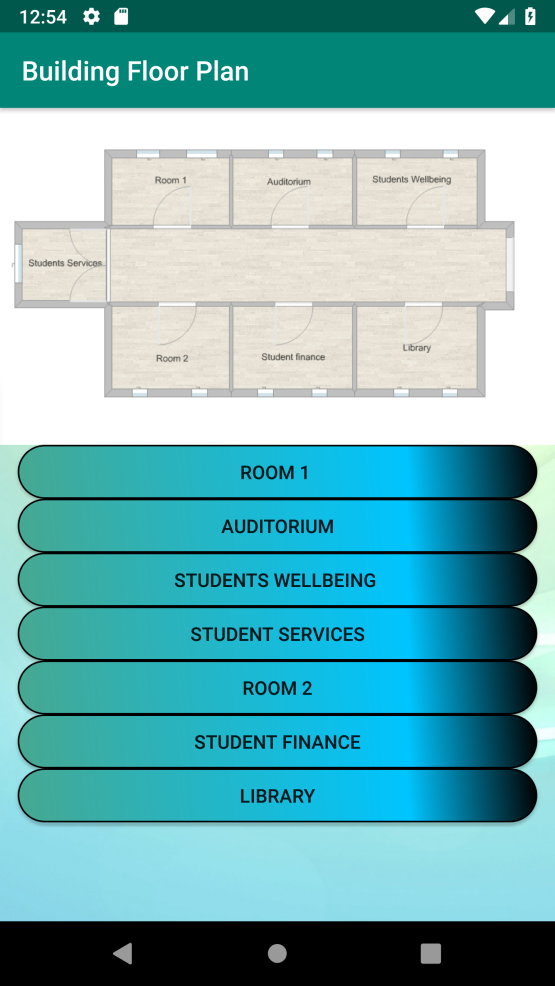 12:54
Building Floor Plan
Room 1
Auditorium
Students Wellbeing
Students Services
Room 2
Student finance
Library
ROOM 1
AUDITORIUM
STUDENTS WELLBEING
STUDENT SERVICES
ROOM 2
STUDENT FINANCE
LIBRARY